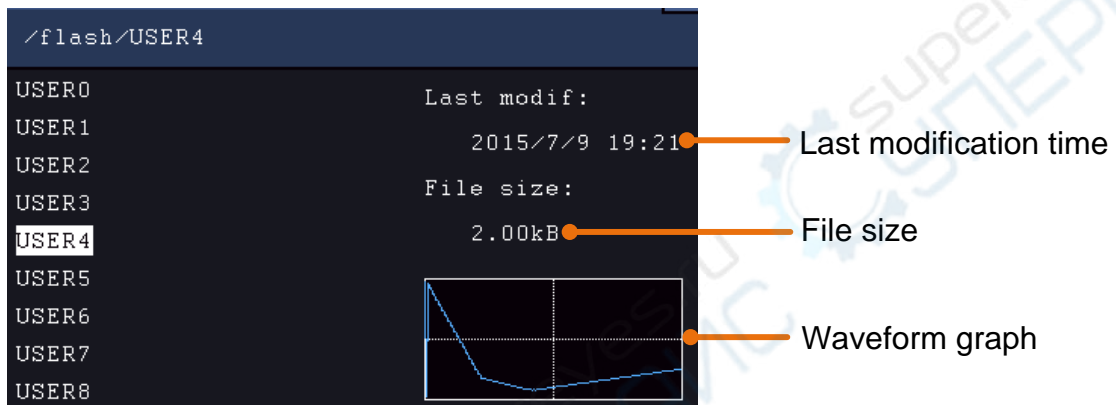 /flash/USER4
USER0
USER1
USER2
USER3
USER4
USER5
USER6
USER7
USER8
Last modif:
2015/7/9 19:21
File size:
2.00kB
Last modification time
File size
Waveform graph